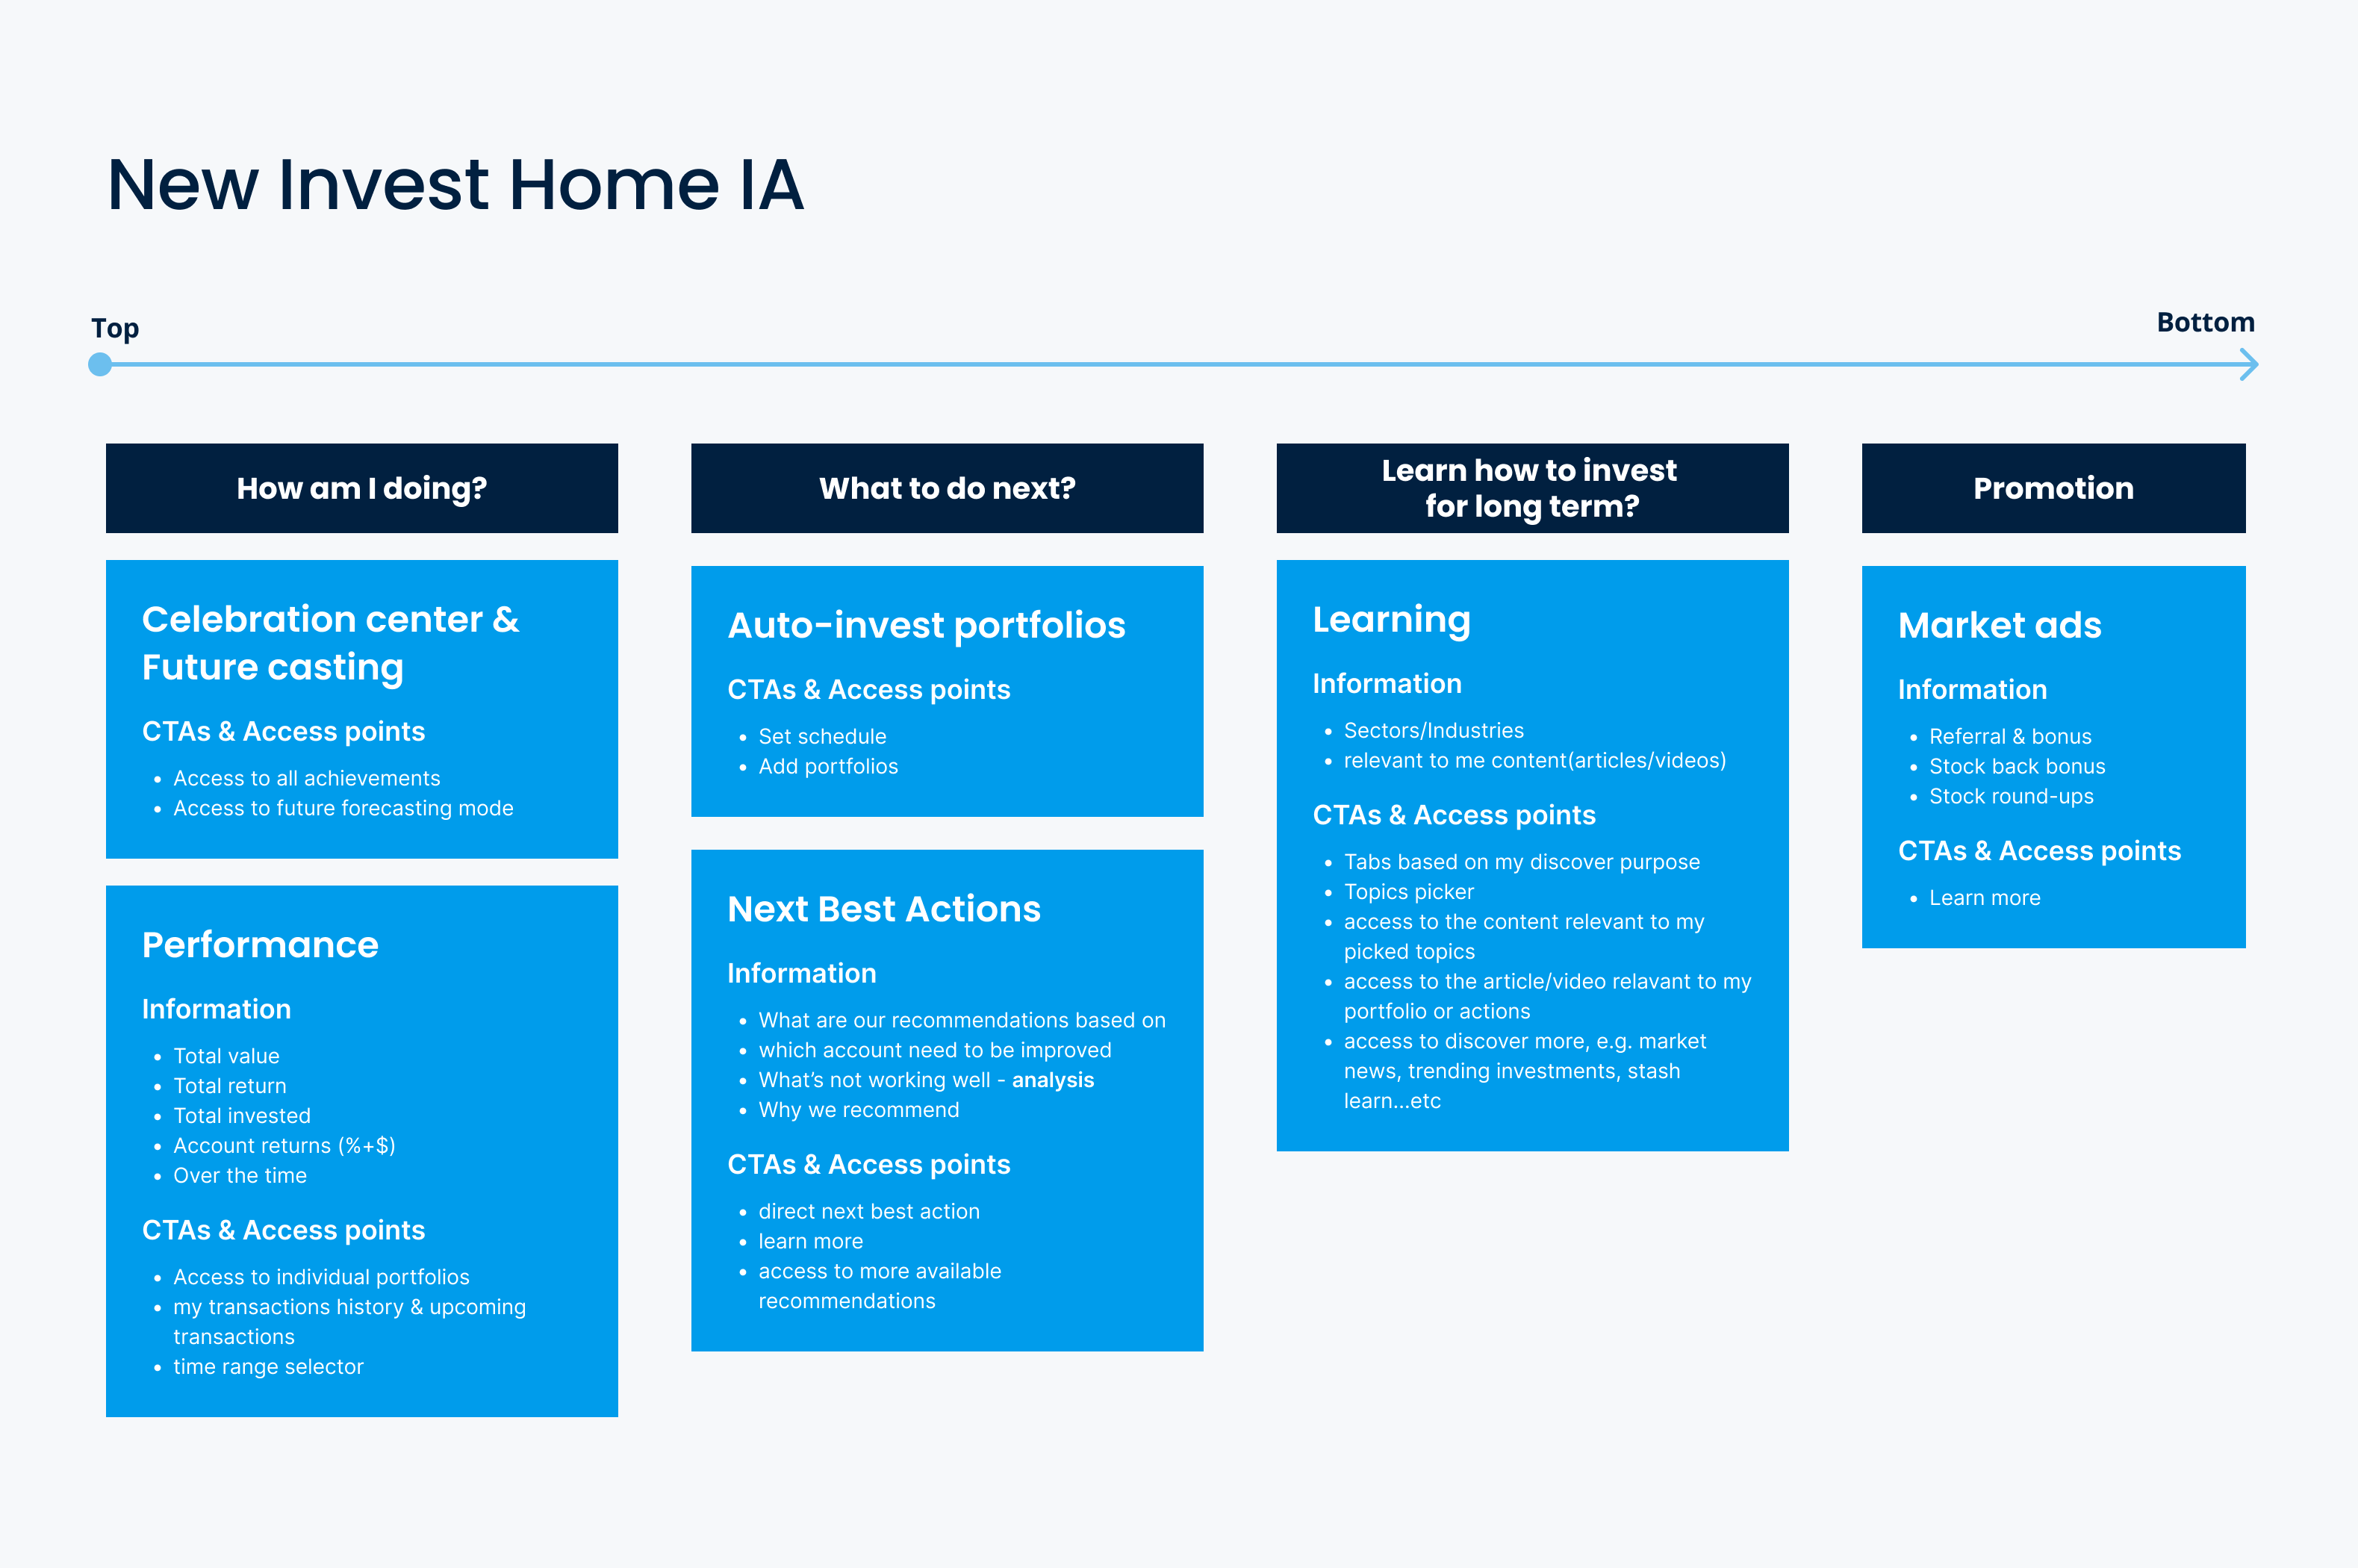 New Invest Home IA
Top
Bottom
How am I doing?
Celebration center &
Future casting
CTAs & Access points
• Access to all achievements
• Access to future forecasting mode
Performance
Information
• Total value
• Total return
• Total invested
• Account returns (%+$)
• Over the time
CTAs & Access points
• Access to individual portfolios
• my transactions history & upcoming
transactions
• time range selector
What to do next?
Auto-invest portfolios
CTAs & Access points
• Set schedule
• Add portfolios
Next Best Actions
Information
• What are our recommendations based on
• which account need to be improved
• What’s not working well - analysis
• Why we recommend
CTAs & Access points
• direct next best action
• learn more
• access to more available
recommendations
Learn how to invest
for long term?
Learning
Information
• Sectors/Industries
• relevant to me content(articles/videos)
CTAs & Access points
• Tabs based on my discover purpose
• Topics picker
• access to the content relevant to my
picked topics
• access to the article/video relavant to my
portfolio or actions
• access to discover more, e.g. market
news, trending investments, stash
learn...etc
Promotion
Market ads
Information
• Referral & bonus
• Stock back bonus
• Stock round-ups
CTAs & Access points
• Learn more